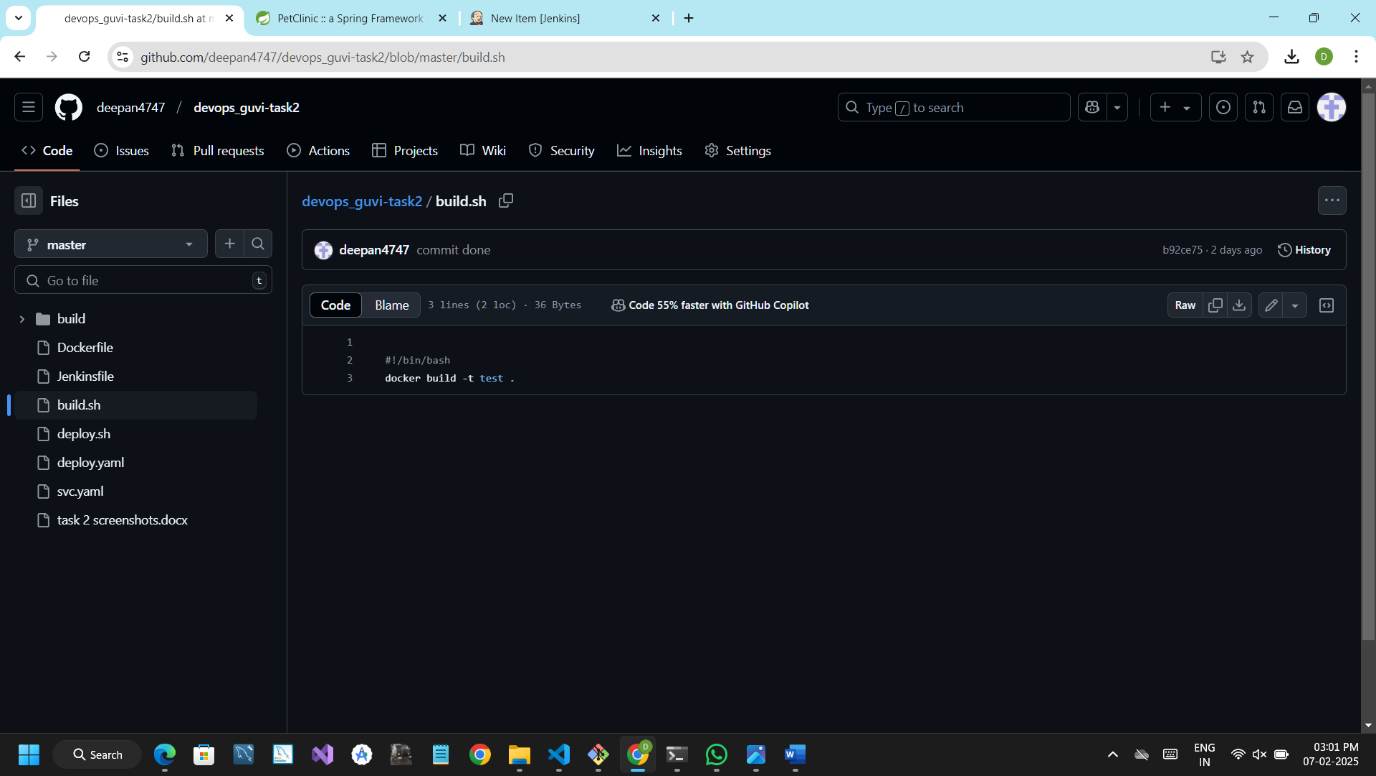 devops_guvi-task2/build.sh at m
PetClinic :: a Spring Framework
New Item [Jenkins]
github.com/deepan4747/devops_guvi-task2/blob/master/build.sh
D
deepan4747 / devops_guvi-task2
Type / to search
Code
Issues
Pull requests
Actions
Projects
Wiki
Security
Insights
Settings
Files
master
Go to file
t
build
Dockerfile
Jenkinsfile
build.sh
deploy.sh
deploy.yaml
svc.yaml
task 2 screenshots.docx
devops_guvi-task2 / build.sh
deepan4747 commit done
b92ce75 · 2 days ago
History
Code
Blame
3 lines (2 loc) · 36 Bytes
Code 55% faster with GitHub Copilot
Raw
1
2 #!/bin/bash
3 docker build -t test .
Search
D
ENG
IN
03:01 PM
07-02-2025